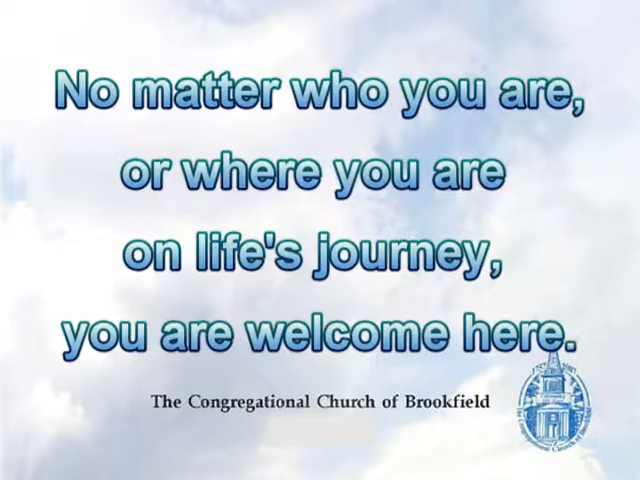 No matter who you are,
or where you are
on life's journey,
you are welcome here.
The Congregational Church of Brookfield